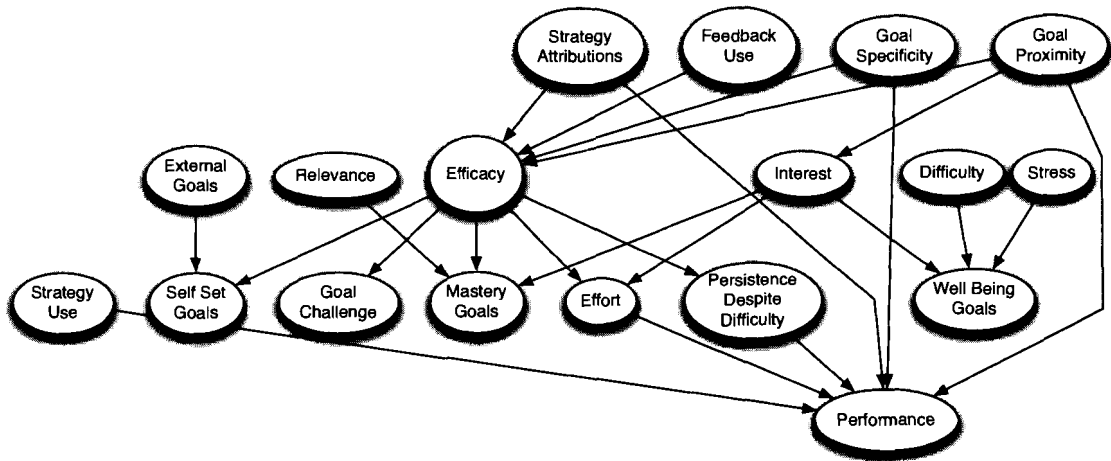 Strategy
Attributions
Feedback
Use
Goal
Specificity
Goal
Proximity
External
Goals
Relevance
Efficacy
Interest
Difficulty
Stress
Strategy
Use
Self Set
Goals
Goal
Challenge
Mastery
Goals
Effort
Persistence
Despite
Difficulty
Well Being
Goals
Performance